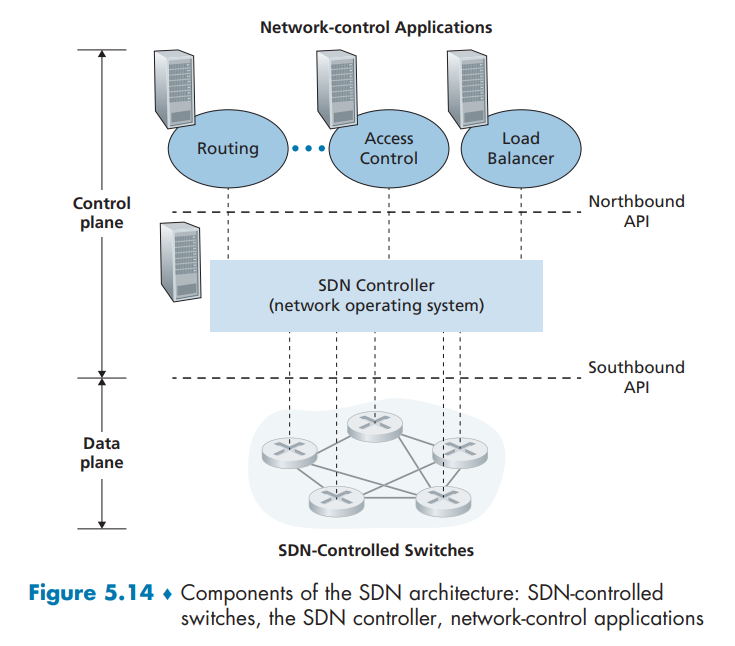 Network-control Applications
Routing
Access
Control
Load
Balancer
Control
plane
Northbound
API
SDN Controller
(network operating system)
Southbound
API
Data
plane
SDN-Controlled Switches
Figure 5.14 ♦ Components of the SDN architecture: SDN-controlled
switches, the SDN controller, network-control applications